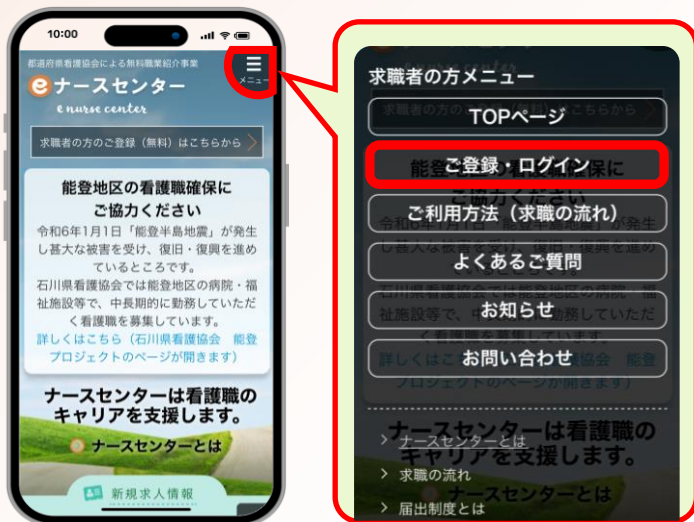 10:00
都道府県看護協会による無料職業紹介事業
eナースセンター
e nurse center
メニュー
求職者の方のご登録（無料）はこちらから
能登地区の看護職確保に
ご協力ください
令和6年1月1日「能登半島地震」が発生
し甚大な被害を受け、復旧・復興を進め
ているところです。
石川県看護協会では能登地区の病院・福
祉施設等で、中長期的に勤務していただ
く看護職を募集しています。
詳しくはこちら（石川県看護協会　能登
プロジェクトのページが開きます）
ナースセンターは看護職の
キャリアを支援します。
ナースセンターとは
新規求人情報
求職者の方メニュー
TOPページ
ご登録・ログイン
ご利用方法（求職の流れ）
よくあるご質問
お知らせ
お問い合わせ
ナースセンターとは
求職の流れ
届出制度とは